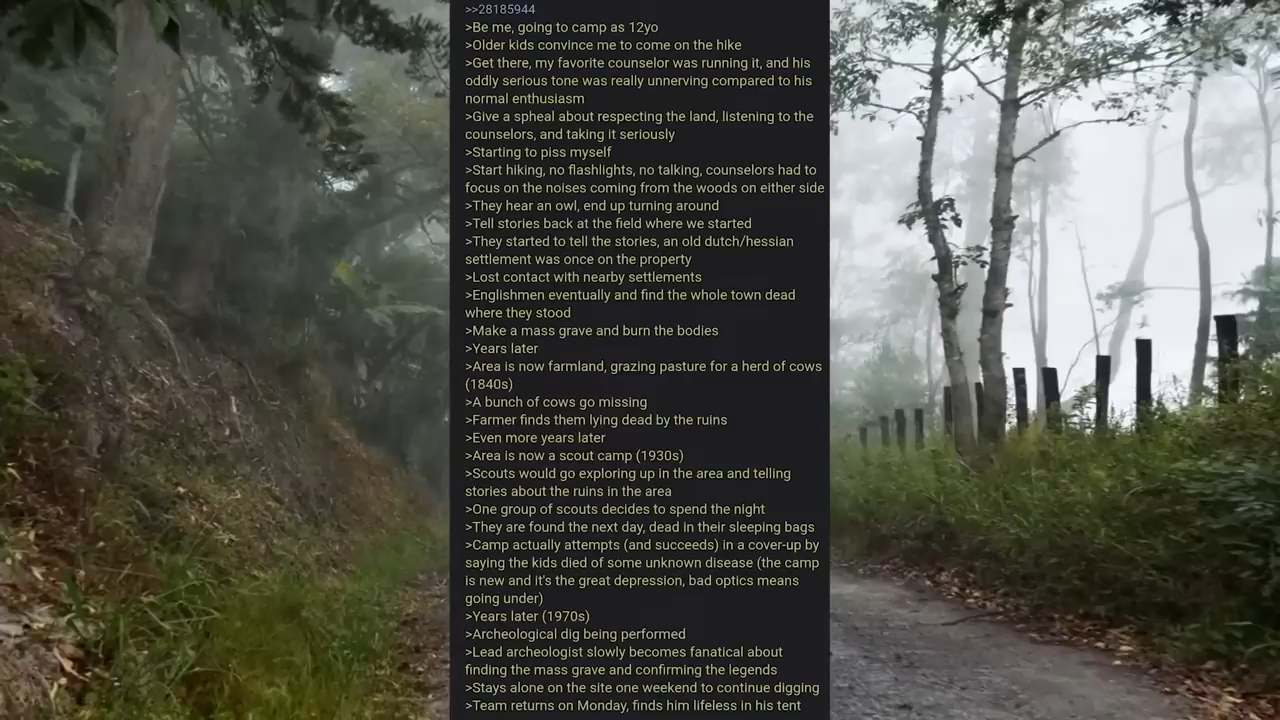 >>28185944
>Be me, going to camp as 12yo
>Older kids convince me to come on the hike
>Get there, my favorite counselor was running it, and his
oddly serious tone was really unnerving compared to his
normal enthusiasm
>Give a spheal about respecting the land, listening to the
counselors, and taking it seriously
>Starting to piss myself
>Start hiking, no flashlights, no talking, counselors had to
focus on the noises coming from the woods on either side
>They hear an owl, end up turning around
>Tell stories back at the field where we started
>They started to tell the stories, an old dutch/hessian
settlement was once on the property
>Lost contact with nearby settlements
>Englishmen eventually and find the whole town dead
where they stood
>Make a mass grave and burn the bodies
>Years later
>Area is now farmland, grazing pasture for a herd of cows
(1840s)
>A bunch of cows go missing
>Farmer finds them lying dead by the ruins
>Even more years later
>Area is now a scout camp (1930s)
>Scouts would go exploring up in the area and telling
stories about the ruins in the area
>One group of scouts decides to spend the night
>They are found the next day, dead in their sleeping bags
>Camp actually attempts (and succeeds) in a cover-up by
saying the kids died of some unknown disease (the camp
is new and it's the great depression, bad optics means
going under)
>Years later (1970s)
>Archeological dig being performed
>Lead archeologist slowly becomes fanatical about
finding the mass grave and confirming the legends
>Stays alone on the site one weekend to continue digging
>Team returns on Monday, finds him lifeless in his tent